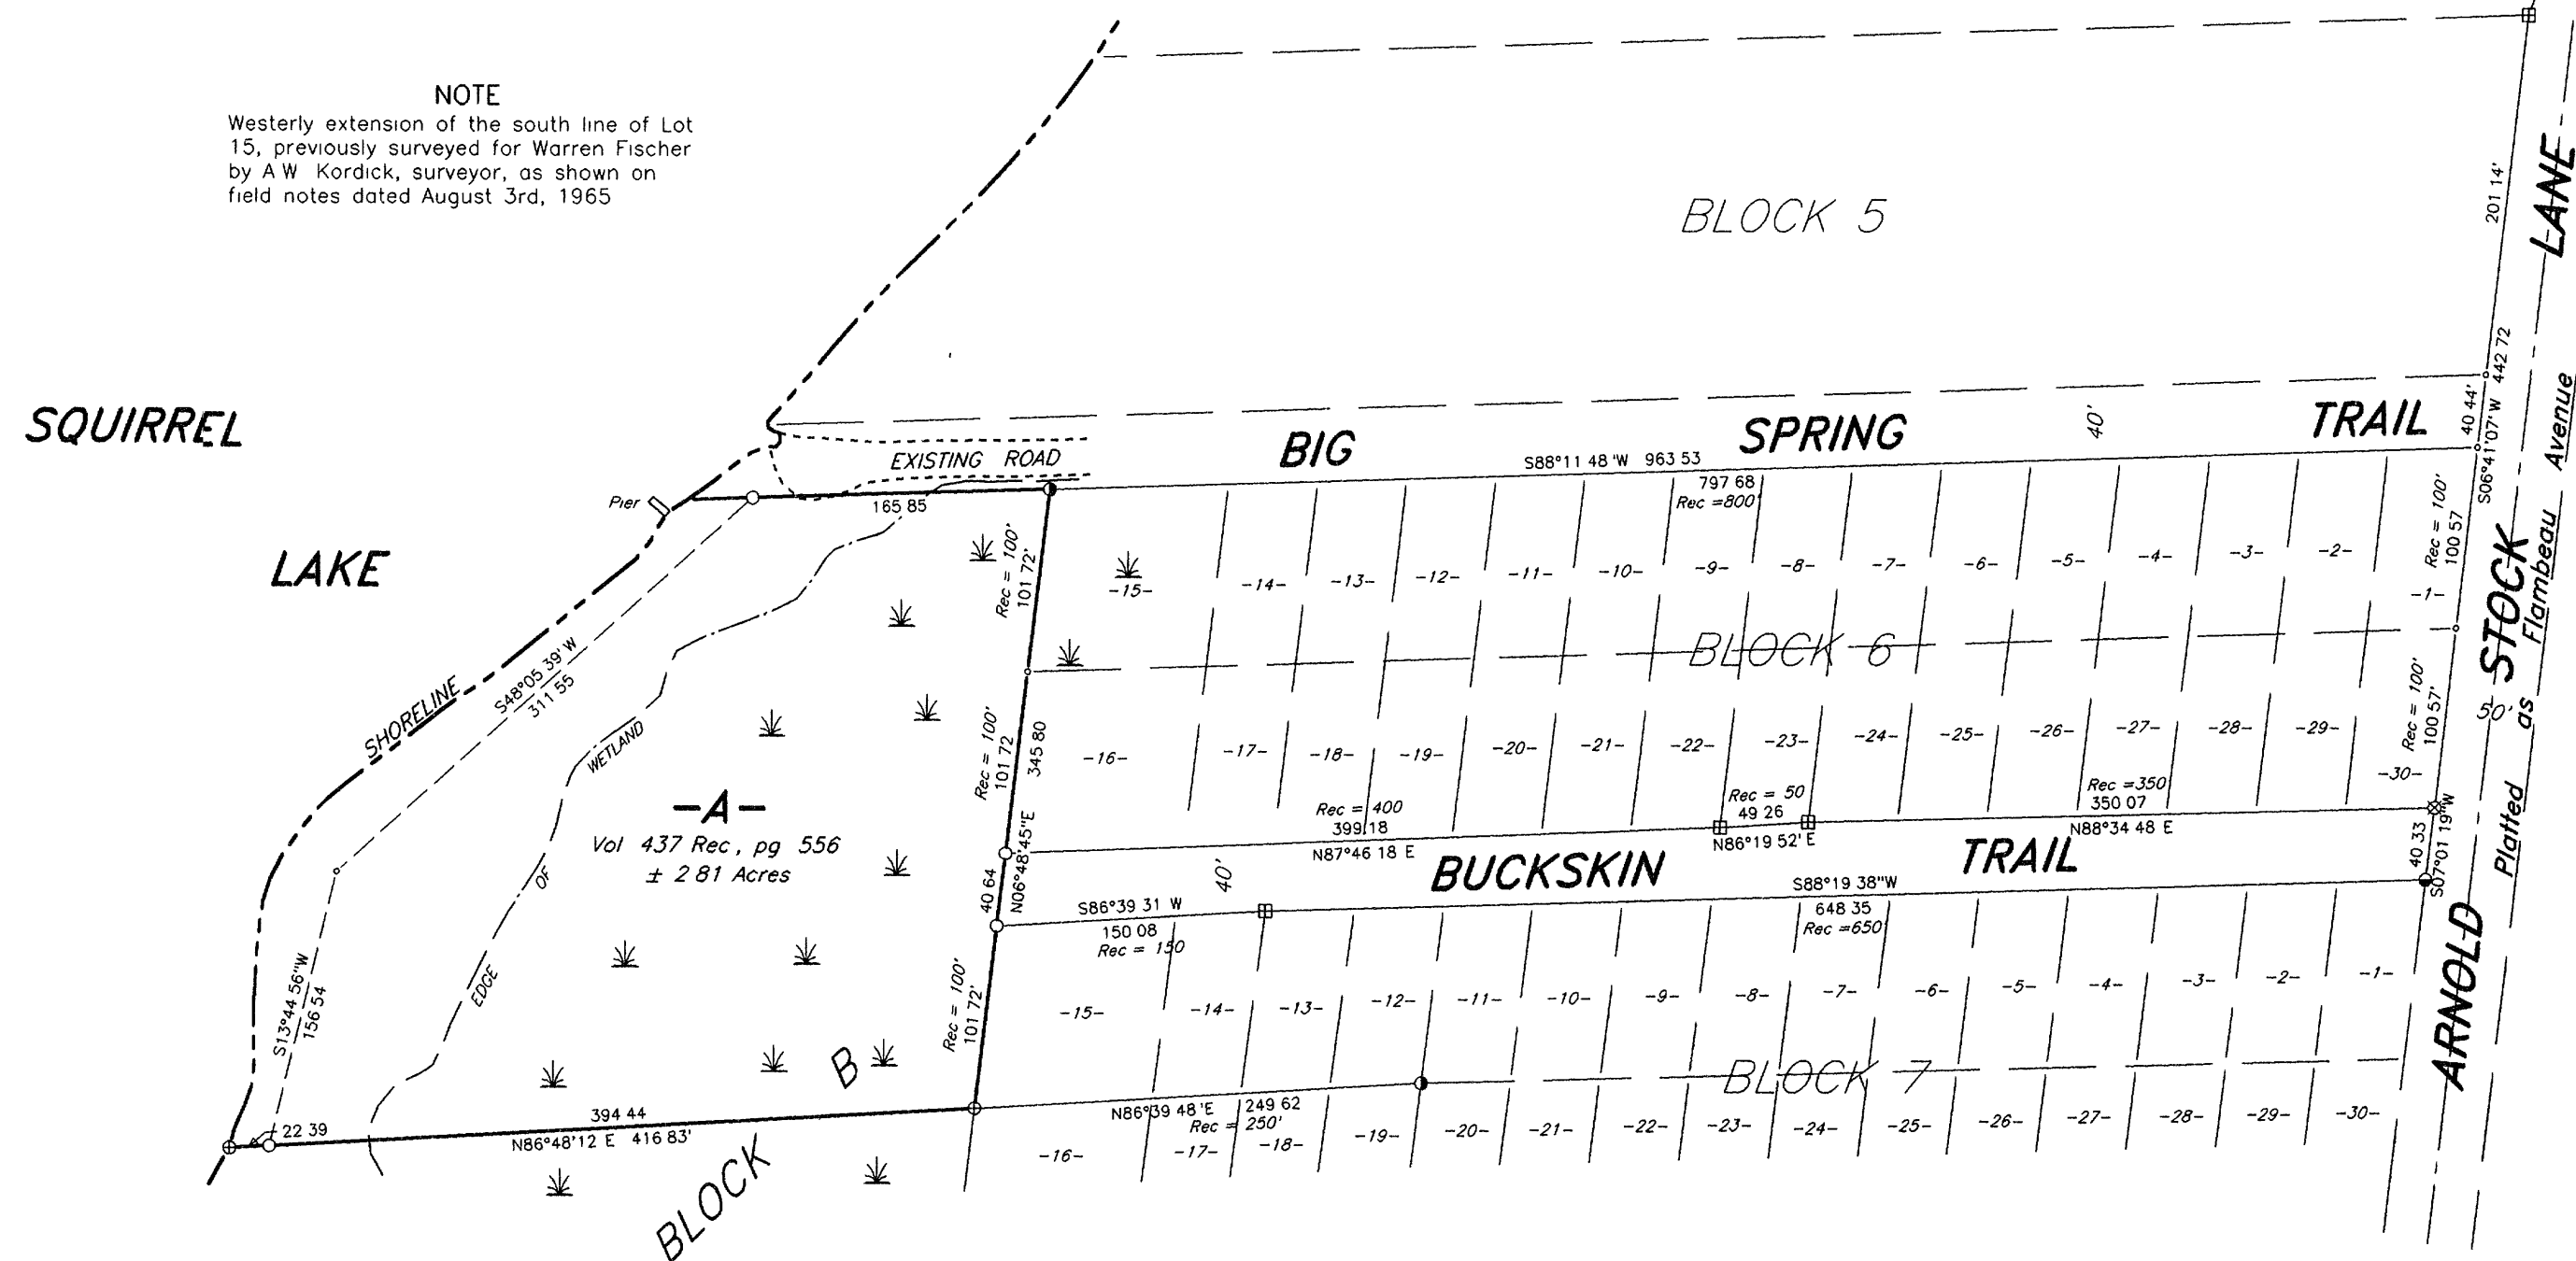 NOTE
Westerly extension of the south line of Lot
15, previously surveyed for Warren Fischer
by A W Kordick, surveyor, as shown on
field notes dated August 3rd, 1965
BLOCK 5
201 14'
LANE
442 72
S06°41'07"W
40 44'
SQUIRREL
LAKE
EXISTING ROAD
BIG SPRING TRAIL
40'
S88°11 48 'W 963 53
797 68
Rec =800'
Pier
165 85
Rec = 100'
101 72'
Rec = 100'
100 57
-15-
-14-
-13-
-12-
-11-
-10-
-9-
-8-
-7-
-6-
-5-
-4-
-3-
-2-
-1-
BLOCK 6
SHORELINE
S48°05 39' W
311 55
EDGE OF WETLAND
Rec = 100'
101 72
345 80
N06°48'45"E
40 64
-16-
-17-
-18-
-19-
-20-
-21-
-22-
-23-
-24-
-25-
-26-
-27-
-28-
-29-
-30-
Rec = 100'
100 57'
50'
ARNOLD STOCK
Platted as Flambeau Avenue
-A-
Vol 437 Rec, pg 556
± 2 81 Acres
Rec = 400
399.18
N87°46 18 E
Rec = 50
49 26
N86°19 52' E
Rec =350
350 07
N88°34 48 E
40 33
S07°01 19"W
40'
BUCKSKIN TRAIL
S86°39 31 W
150 08
Rec = 150
S88°19 38"W
648 35
Rec =650'
S13°44 56"W
156 54
Rec = 100'
101 72'
-15-
-14-
-13-
-12-
-11-
-10-
-9-
-8-
-7-
-6-
-5-
-4-
-3-
-2-
-1-
BLOCK 7
22 39
394 44
N86°48'12 E 416 83'
N86°39 48 'E 249 62
Rec = 250'
-16-
-17-
-18-
-19-
-20-
-21-
-22-
-23-
-24-
-25-
-26-
-27-
-28-
-29-
-30-
BLOCK B